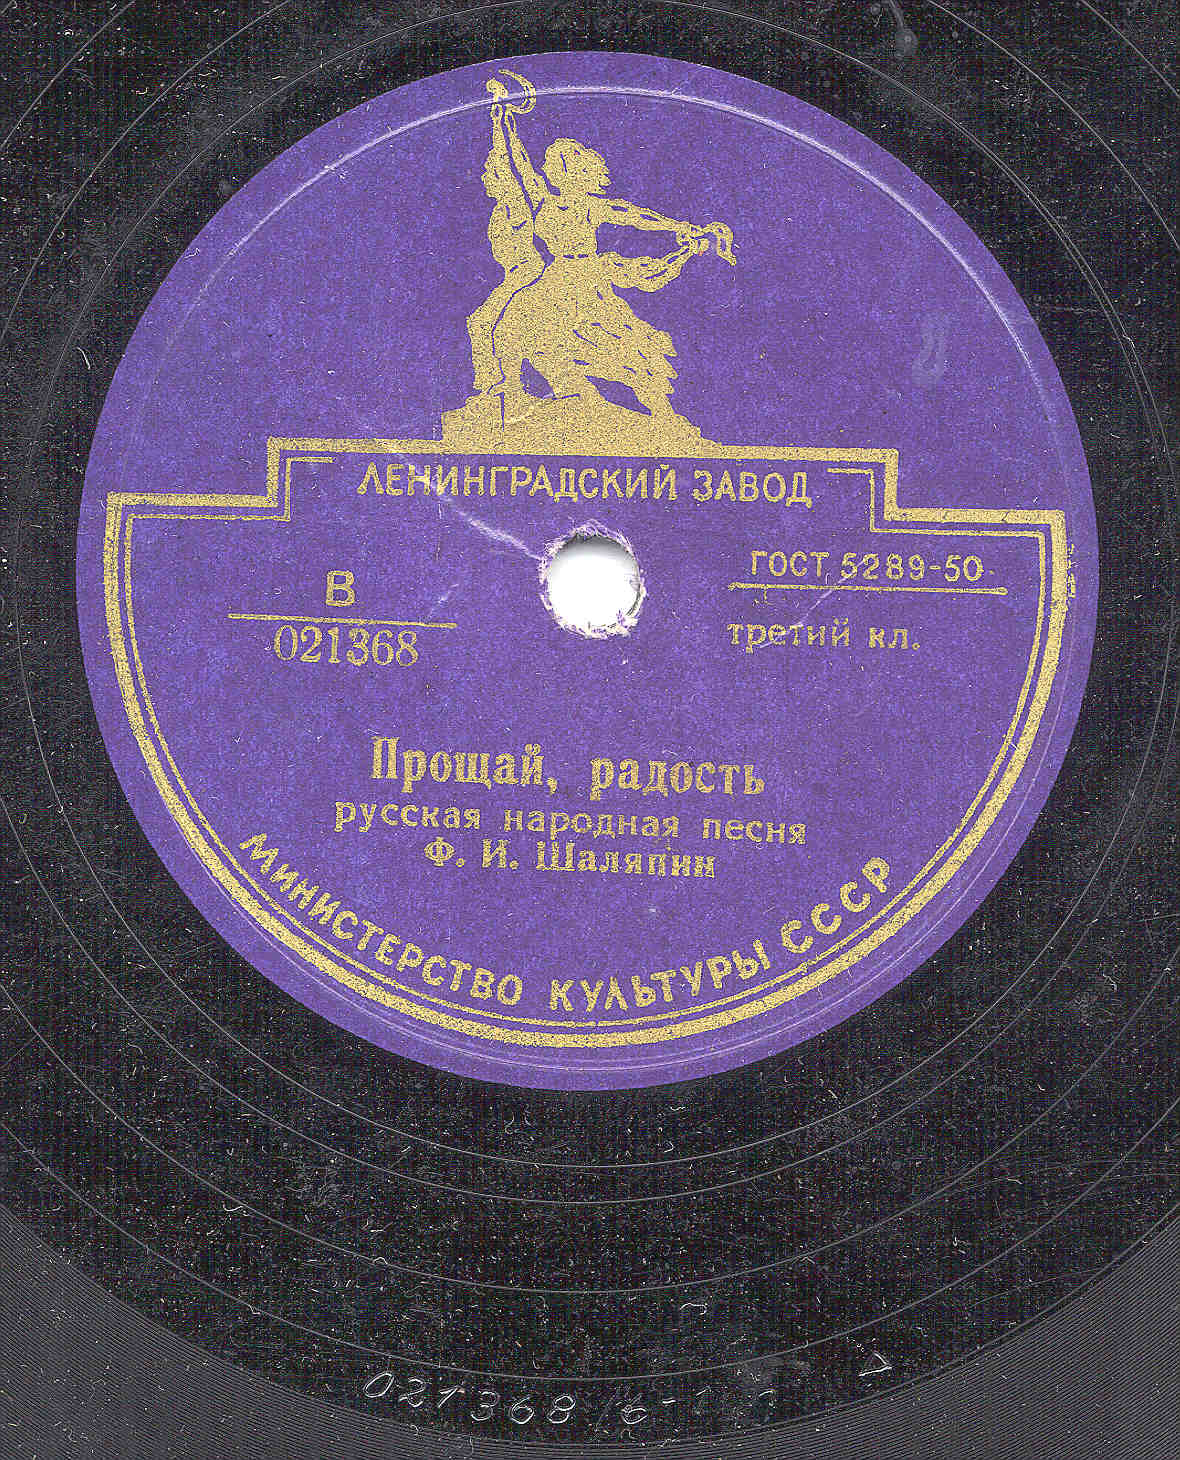 ЛЕНИНГРАДСКИЙ ЗАВОД
В
021368
ГОСТ 5289-50
третий кл.
Прощай, радость
русская народная песня
Ф. И. Шаляпин
МИНИСТЕРСТВО КУЛЬТУРЫ СССР
021368